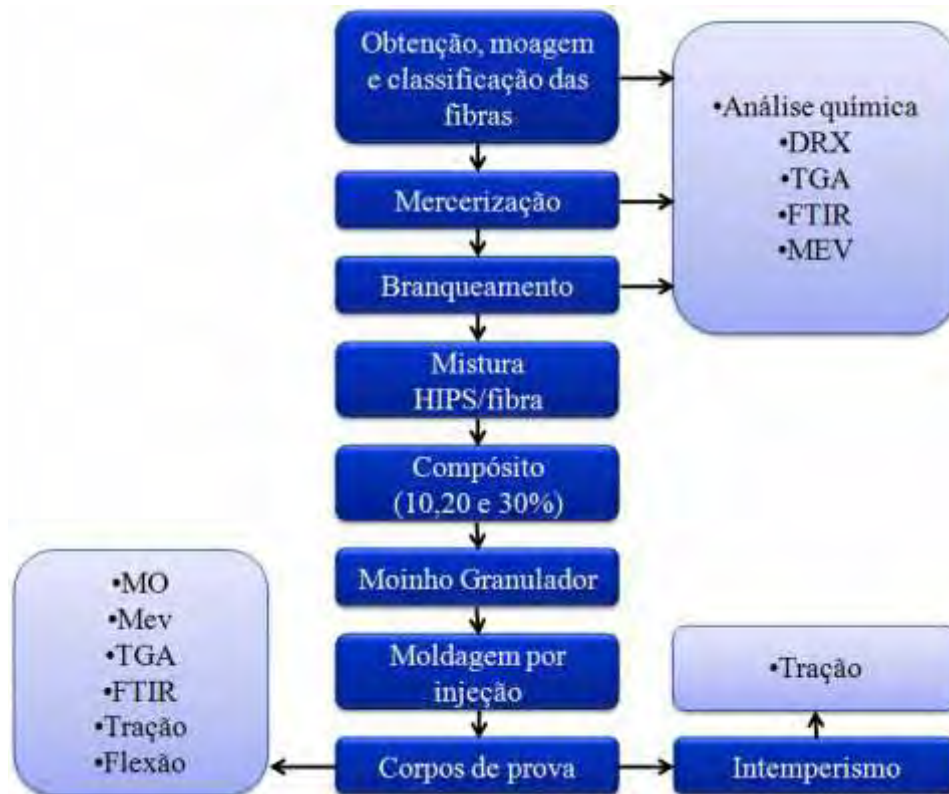 Obtenção, moagem
e classificação das
fibras
•Análise química
•DRX
•TGA
•FTIR
•MEV
Mercerização
Branqueamento
Mistura
HIPS/fibra
Compósito
(10,20 e 30%)
Moinho Granulador
Moldagem por
injeção
Corpos de prova
•MO
•Mev
•TGA
•FTIR
•Tração
•Flexão
Intemperismo
•Tração